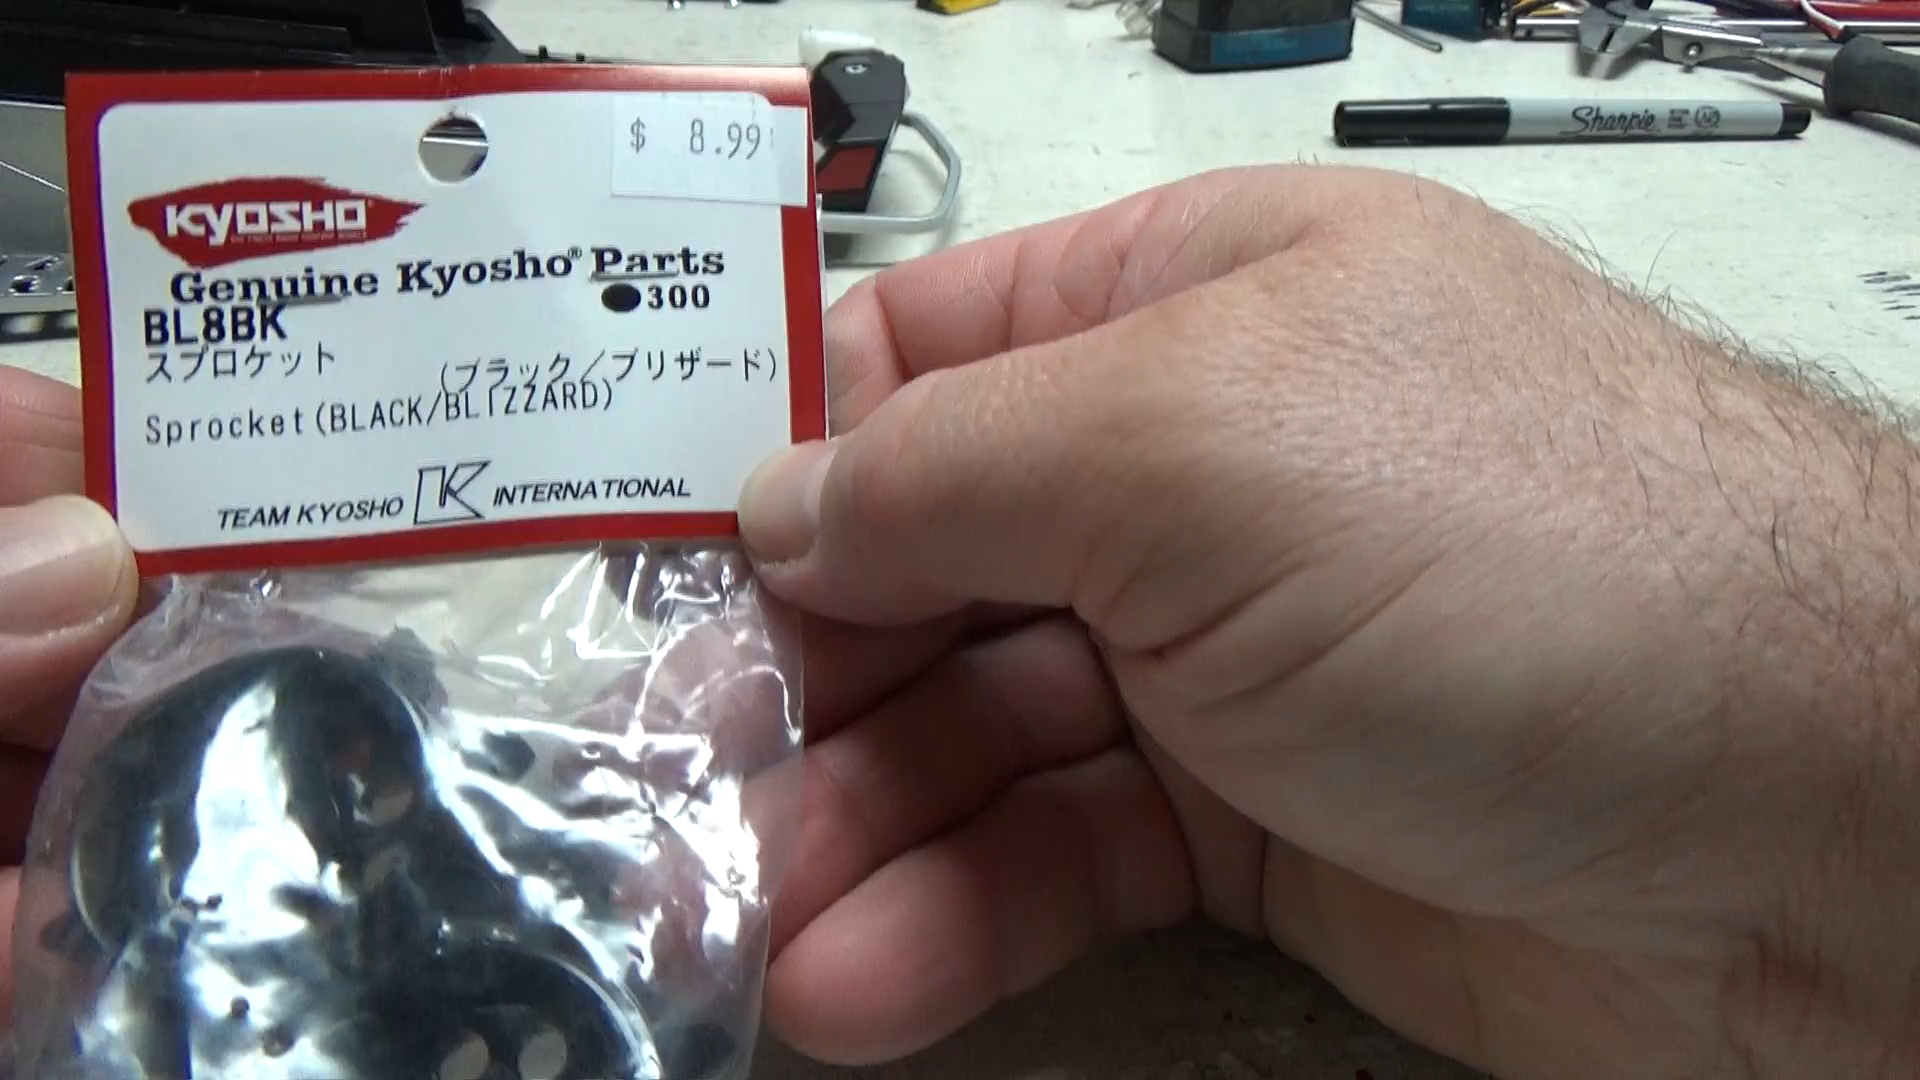 $ 8.99
KYOSHO
Genuine Kyosho® Parts
●300
BL8BK
スプロケット
(ブラック/ブリザード)
Sprocket(BLACK/BLIZZARD)
TEAM KYOSHO K INTERNATIONAL
Sharpie